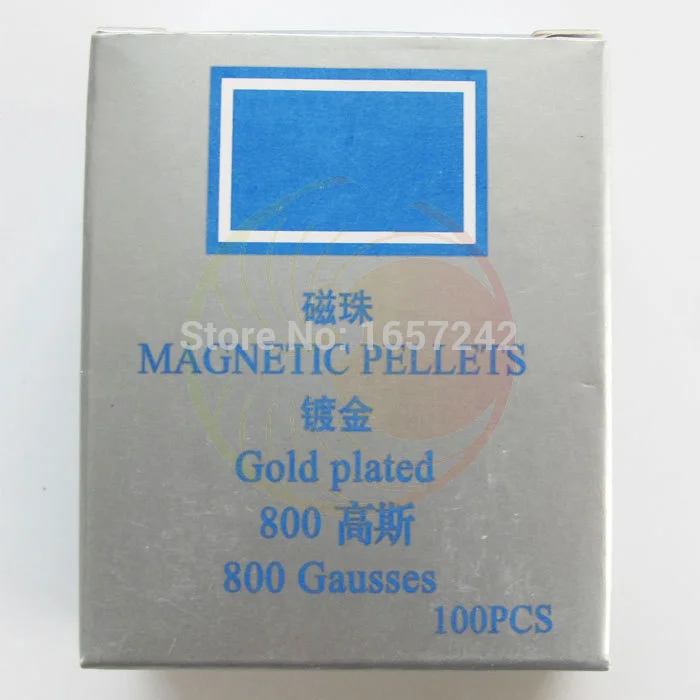 磁珠
Store No: 1657242
MAGNETIC PELLETS
镀金
Gold plated
800 高斯
800 Gausses
100PCS